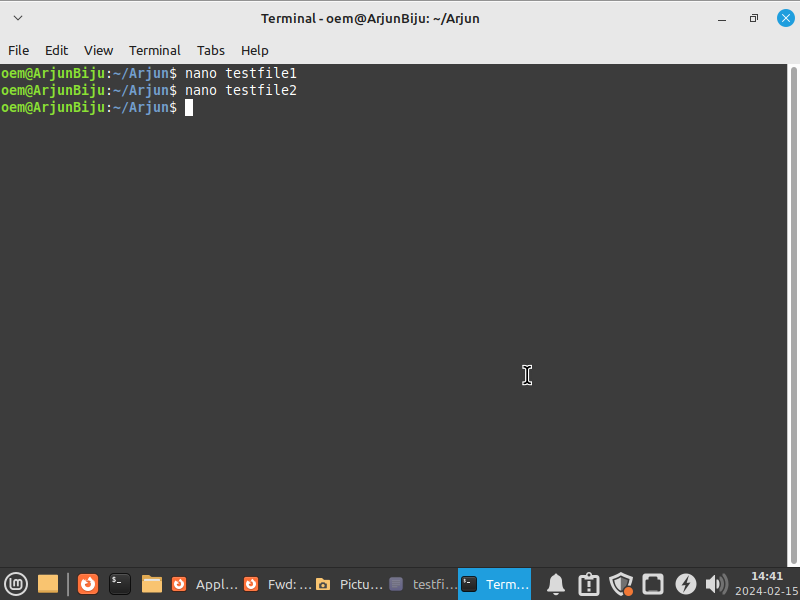 Terminal - oem@ArjunBiju: ~/Arjun
File Edit View Terminal Tabs Help
oem@ArjunBiju:~/Arjun$ nano testfile1
oem@ArjunBiju:~/Arjun$ nano testfile2
oem@ArjunBiju:~/Arjun$
Appl... Fwd: ... Pictu... testfi... Term... 14:41
2024-02-15